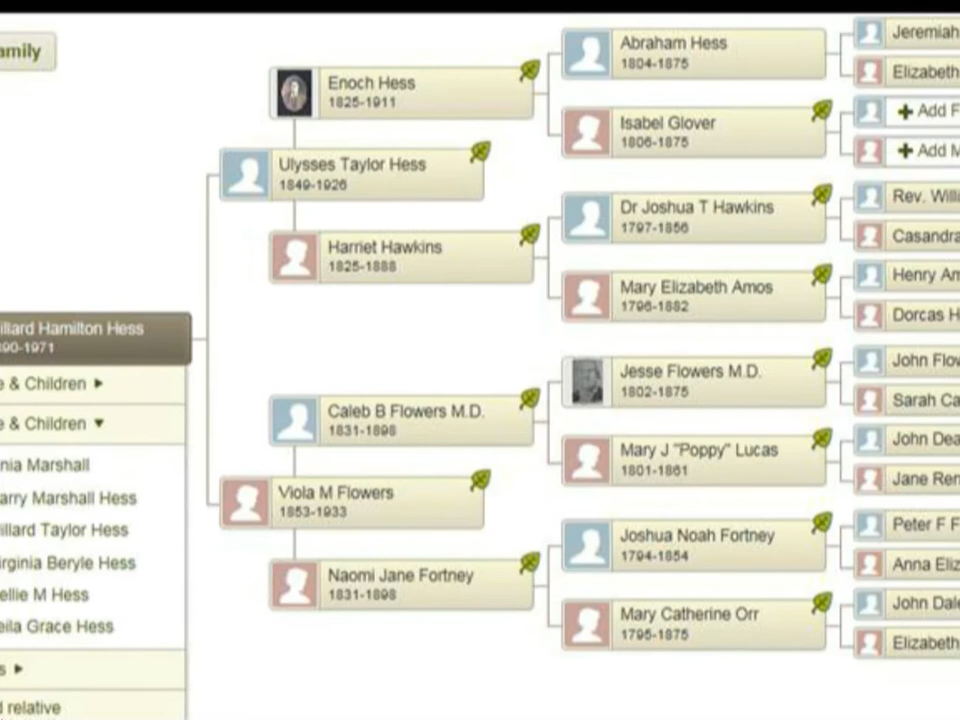 amily
Enoch Hess
1825-1911
Ulysses Taylor Hess
1849-1926
Harriet Hawkins
1825-1888
illard Hamilton Hess
390-1971
e & Children
e & Children
nia Marshall
arry Marshall Hess
illard Taylor Hess
irginia Beryle Hess
ellie M Hess
eila Grace Hess
s
d relative
Caleb B Flowers M.D.
1831-1898
Viola M Flowers
1853-1933
Naomi Jane Fortney
1831-1898
Abraham Hess
1804-1875
Isabel Glover
1806-1875
Dr Joshua T Hawkins
1797-1856
Mary Elizabeth Amos
1796-1882
Jesse Flowers M.D.
1802-1875
Mary J "Poppy" Lucas
1801-1861
Joshua Noah Fortney
1794-1854
Mary Catherine Orr
1795-1875
Jeremiah
Elizabeth
Add F
Add M
Rev. Willi
Casandra
Henry Am
Dorcas H
John Flow
Sarah Ca
John Dea
Jane Ren
Peter F F
Anna Eliz
John Dale
Elizabeth